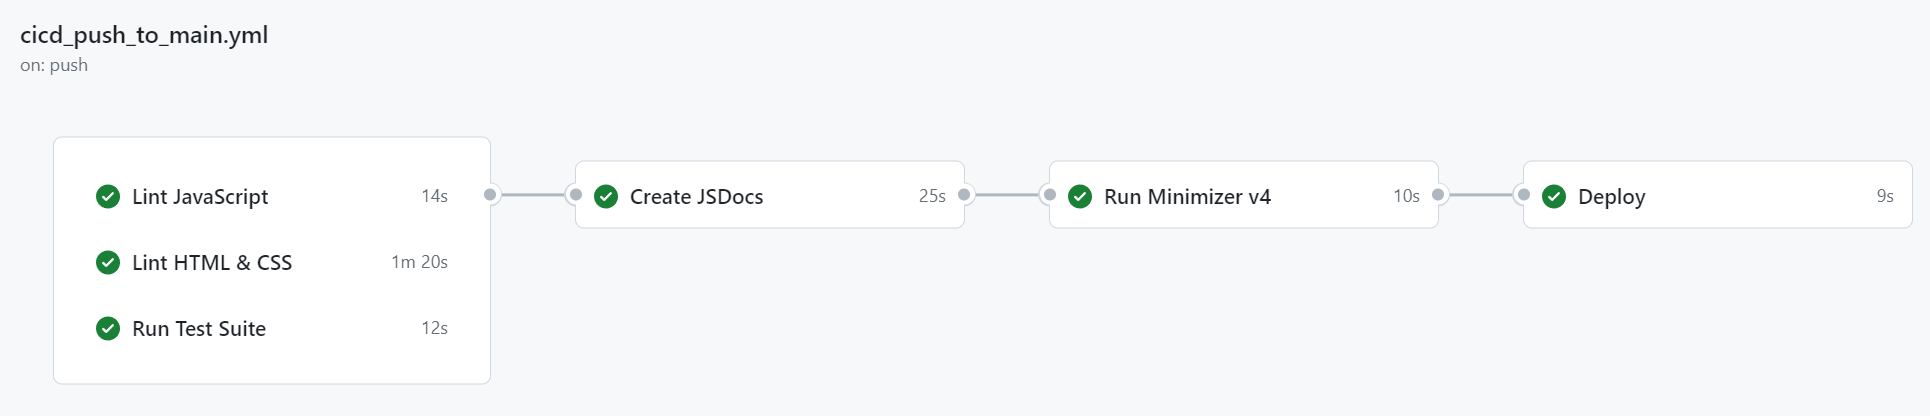 cicd_push_to_main.yml
on: push
Lint JavaScript 14s
Lint HTML & CSS 1m 20s
Run Test Suite 12s
Create JSDocs 25s
Run Minimizer v4 10s
Deploy 9s